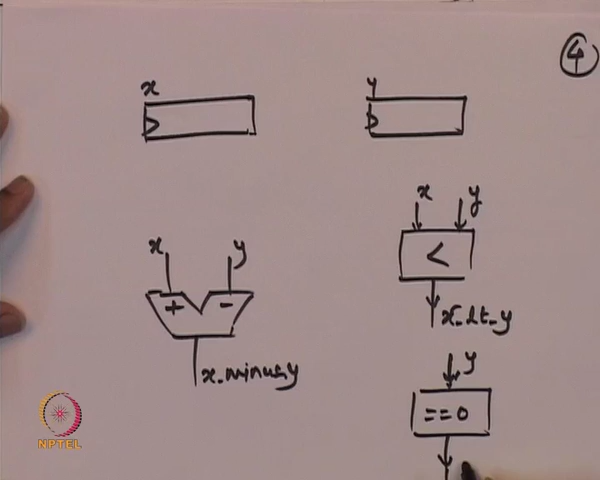 4
x
y
x y
<
x_lt_y
x y
+ -
x_minus_y
y
==0
NPTEL